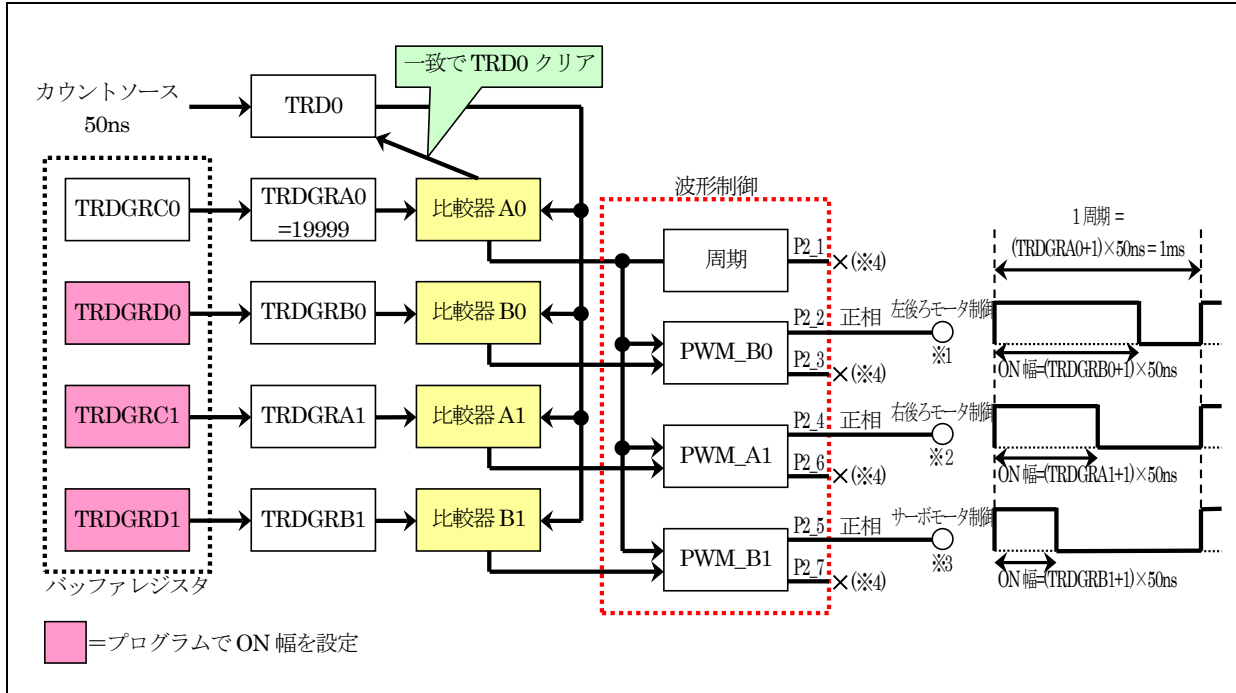 一致でTRD0クリア
カウントソース
50ns
TRD0
TRDGRC0
TRDGRA0
=19999
比較器A0
波形制御
周期
P2_1
×(※4)
1周期=
(TRDGRA0+1)×50ns=1ms
TRDGRD0
TRDGRB0
比較器B0
PWM_B0
P2_2
正相
左後ろモータ制御
※1
P2_3
×(※4)
ON幅=(TRDGRB0+1)×50ns
TRDGRC1
TRDGRA1
比較器A1
PWM_A1
P2_4
正相
右後ろモータ制御
※2
P2_6
×(※4)
ON幅=(TRDGRA1+1)×50ns
TRDGRD1
TRDGRB1
比較器B1
PWM_B1
P2_5
正相
サーボモータ制御
※3
P2_7
×(※4)
ON幅=(TRDGRB1+1)×50ns
バッファレジスタ
=プログラムでON幅を設定